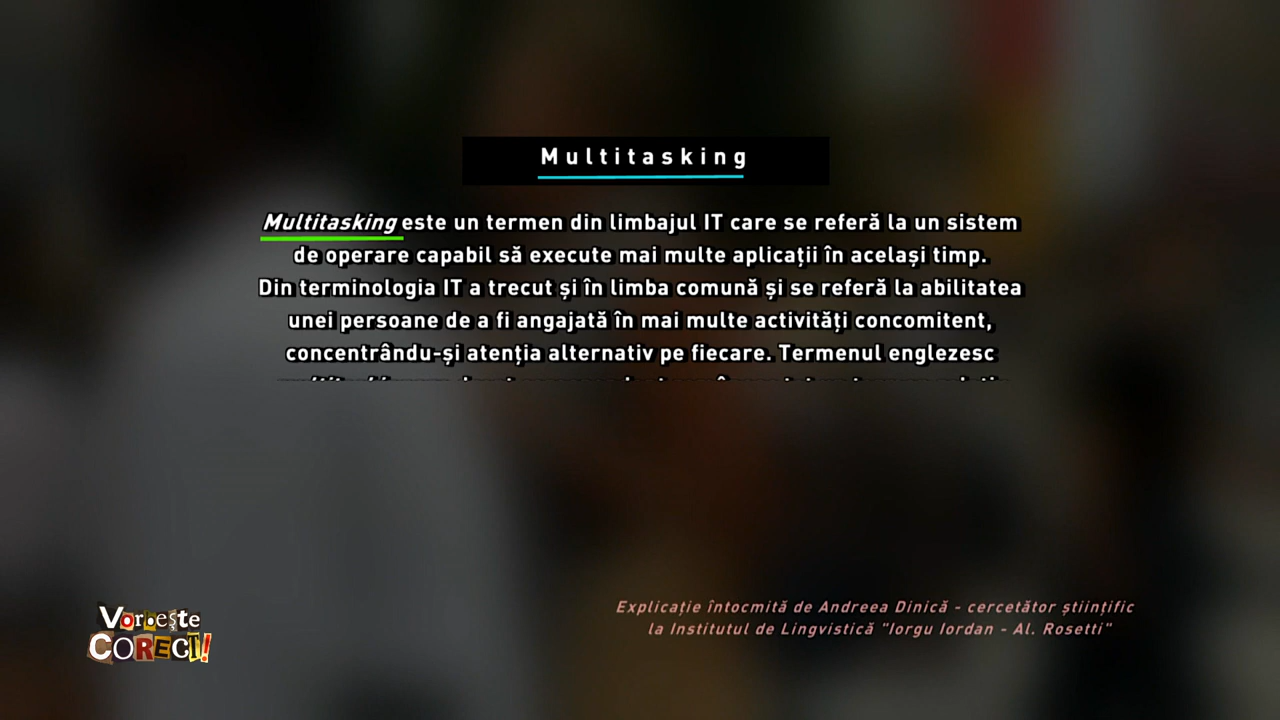 Multitasking
Multitasking este un termen din limbajul IT care se referă la un sistem
de operare capabil să execute mai multe aplicații în același timp.
Din terminologia IT a trecut și în limba comună și se referă la abilitatea
unei persoane de a fi angajată în mai multe activități concomitent,
concentrându-și atenția alternativ pe fiecare. Termenul englezesc
Explicație întocmită de Andreea Dinică - cercetător științific
la Institutul de Lingvistică "Iorgu Iordan - Al. Rosetti"
Vorbește
CORECT!